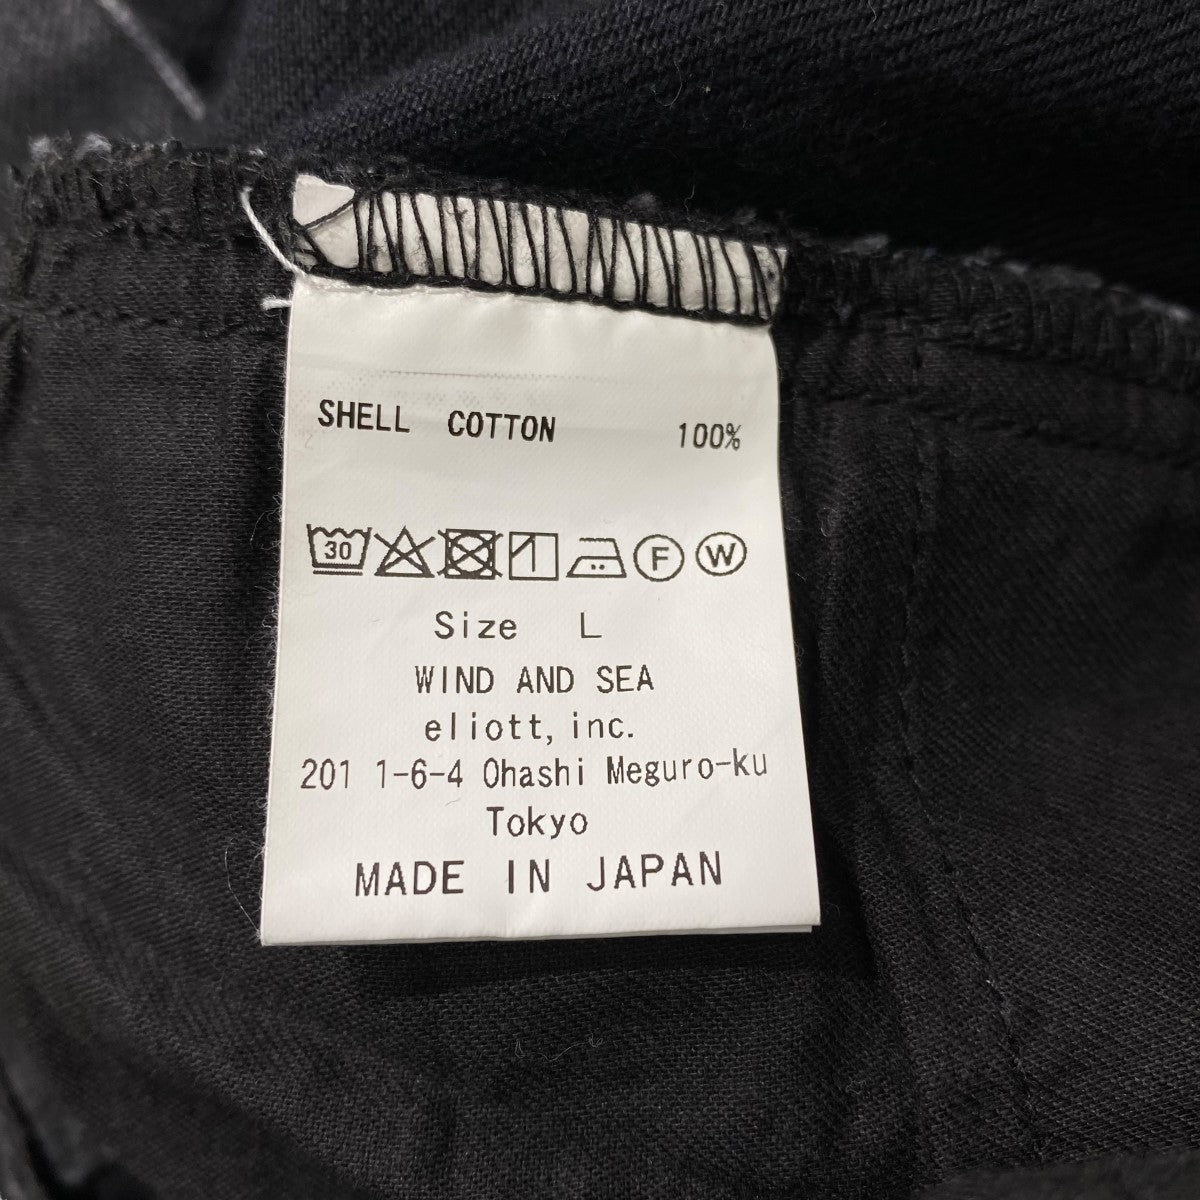 SHELL COTTON 100%
30 F W
Size L
WIND AND SEA
eliott, inc.
201 1-6-4 Ohashi Meguro-ku
Tokyo
MADE IN JAPAN